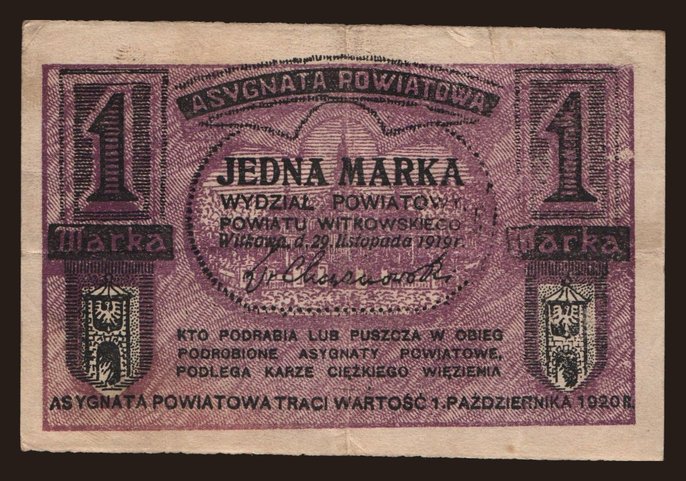 ASYGNATA POWIATOWA
1 1
JEDNA MARKA
WYDZIAŁ POWIATOWY
POWIATU WITKOWSKIEGO
Marka Marka
Witkowo, d. 29. listopada 1919 r.
KTO PODRABIA LUB PUSZCZA W OBIEG
PODROBIONE ASYGNATY POWIATOWE,
PODLEGA KARZE CIĘŻKIEGO WIĘZIENIA
ASYGNATA POWIATOWA TRACI WARTOŚĆ 1. PAŹDZIERNIKA 1920 R.